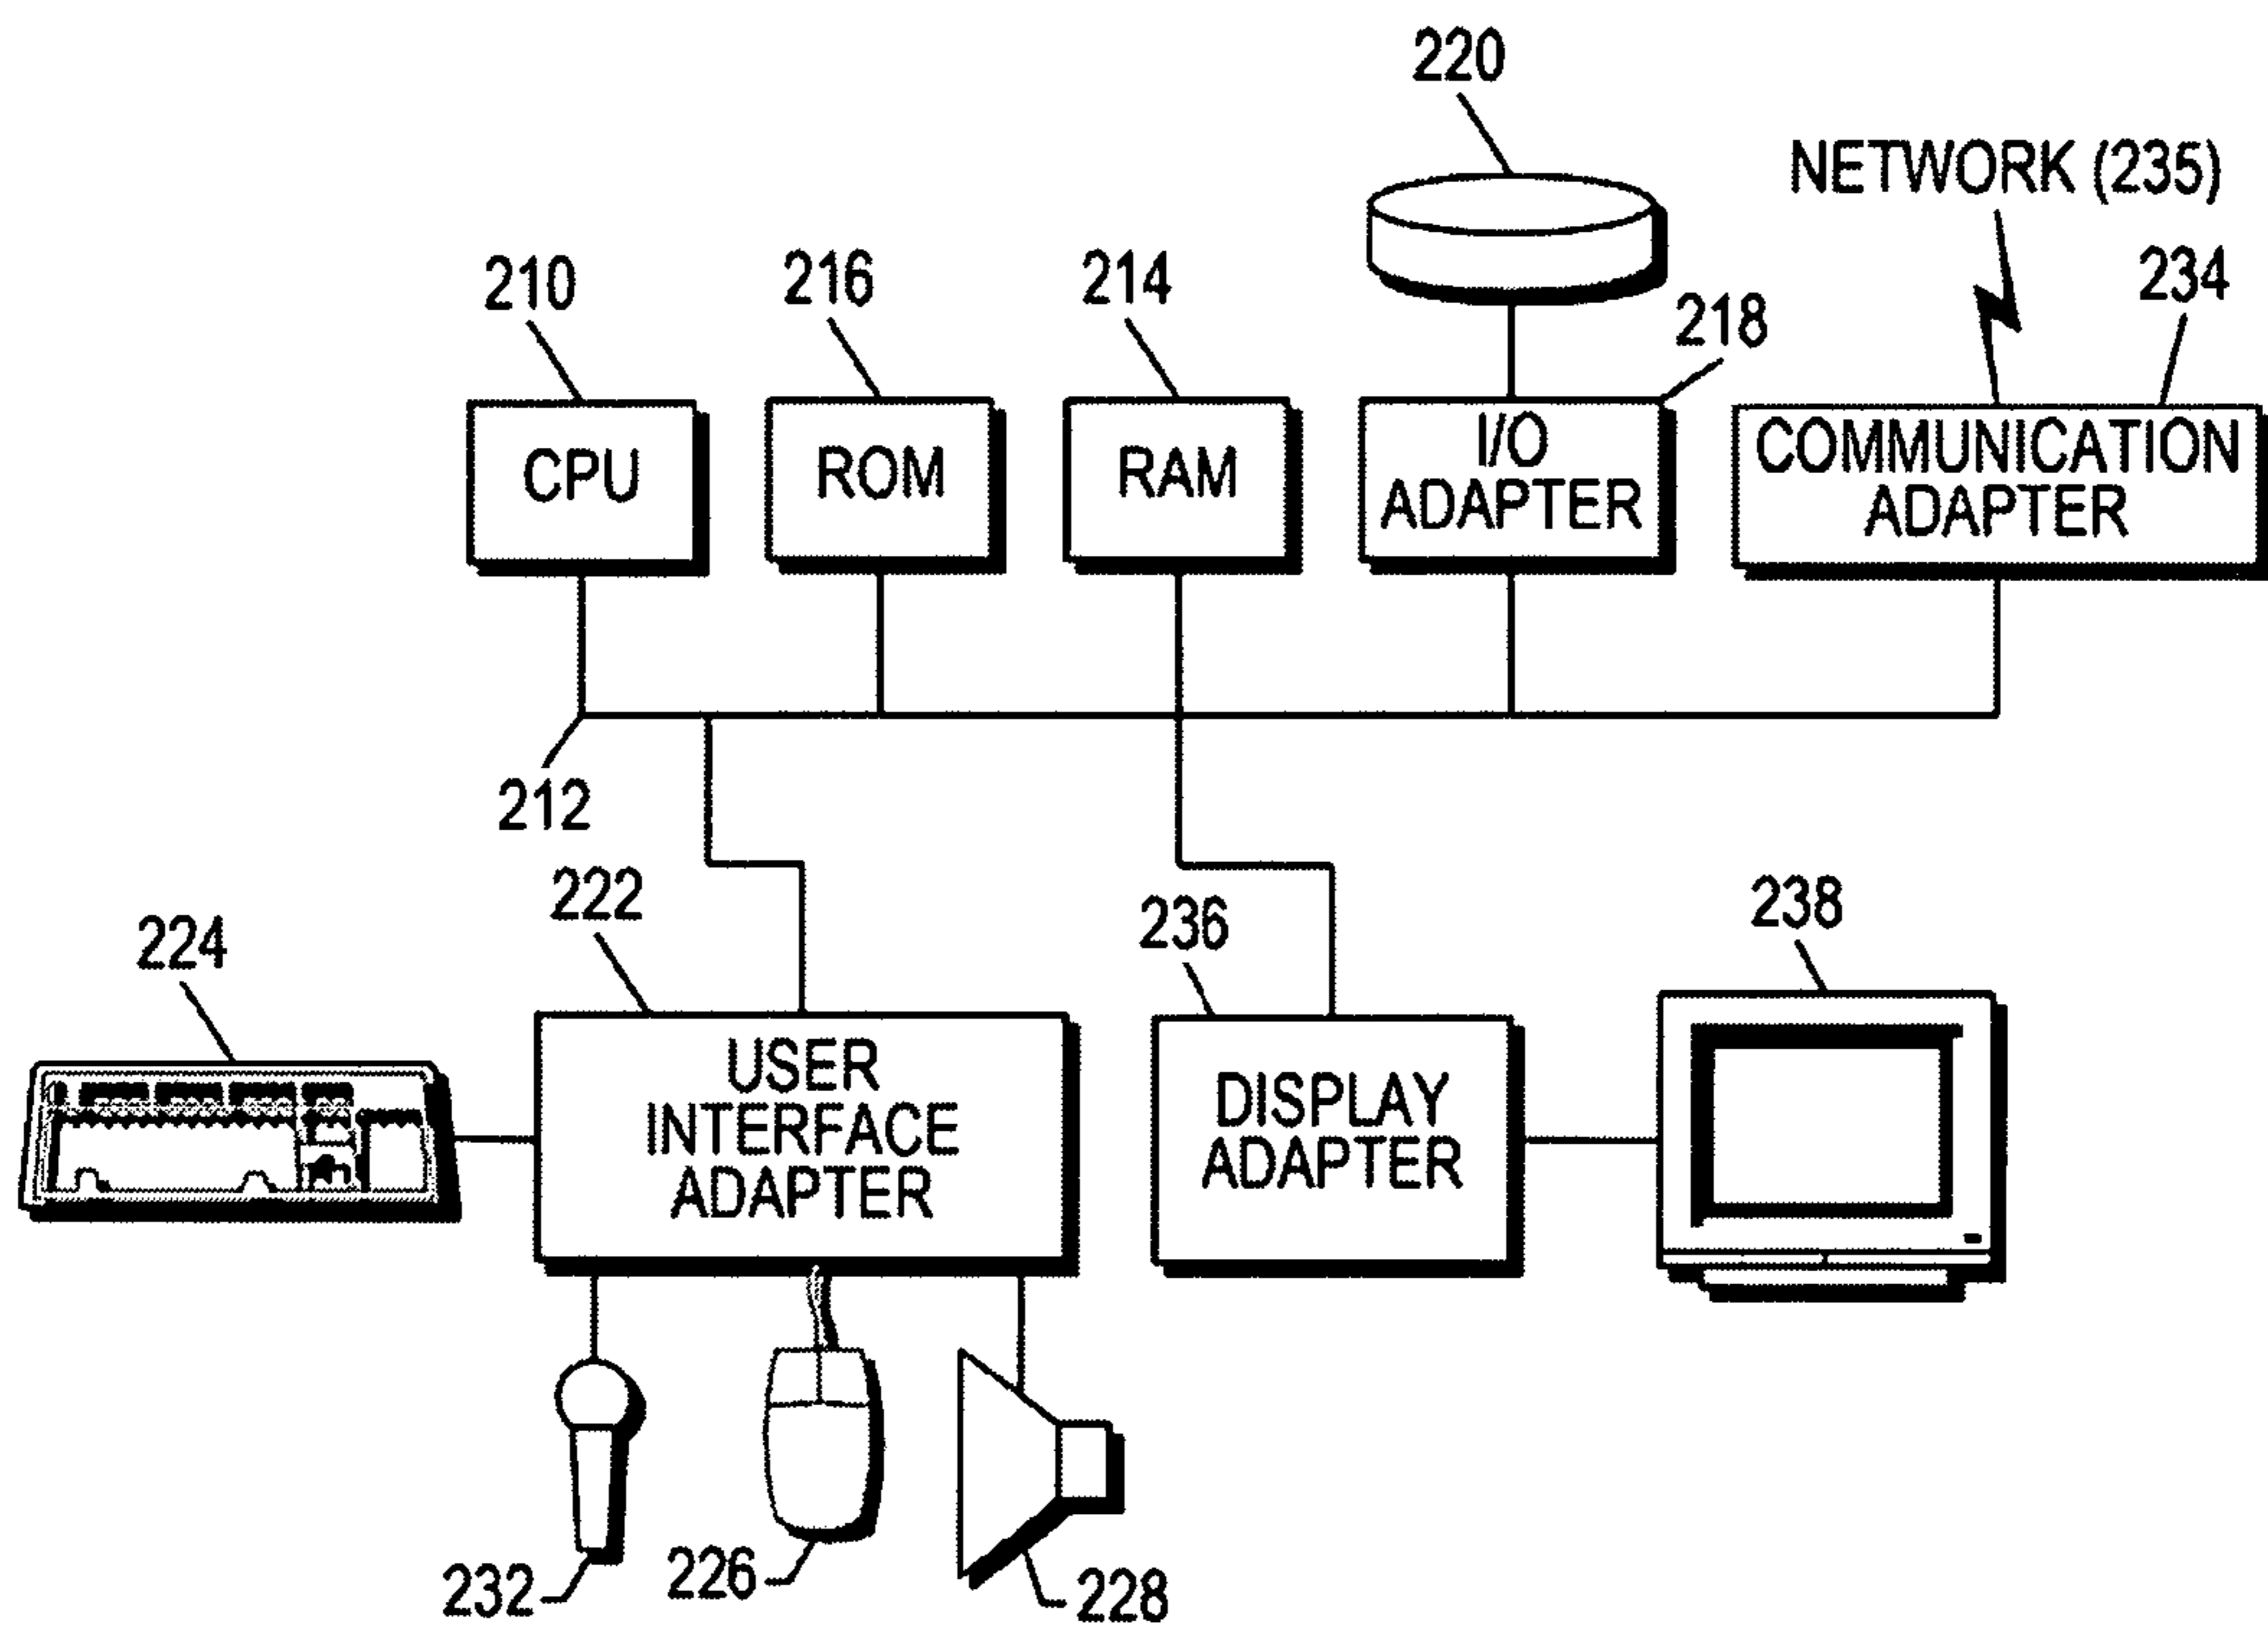 220
NETWORK (235)
210
216
214
218
234
CPU
ROM
RAM
I/O
ADAPTER
COMMUNICATION
ADAPTER
212
222
236
238
224
USER
INTERFACE
ADAPTER
DISPLAY
ADAPTER
232
226
228